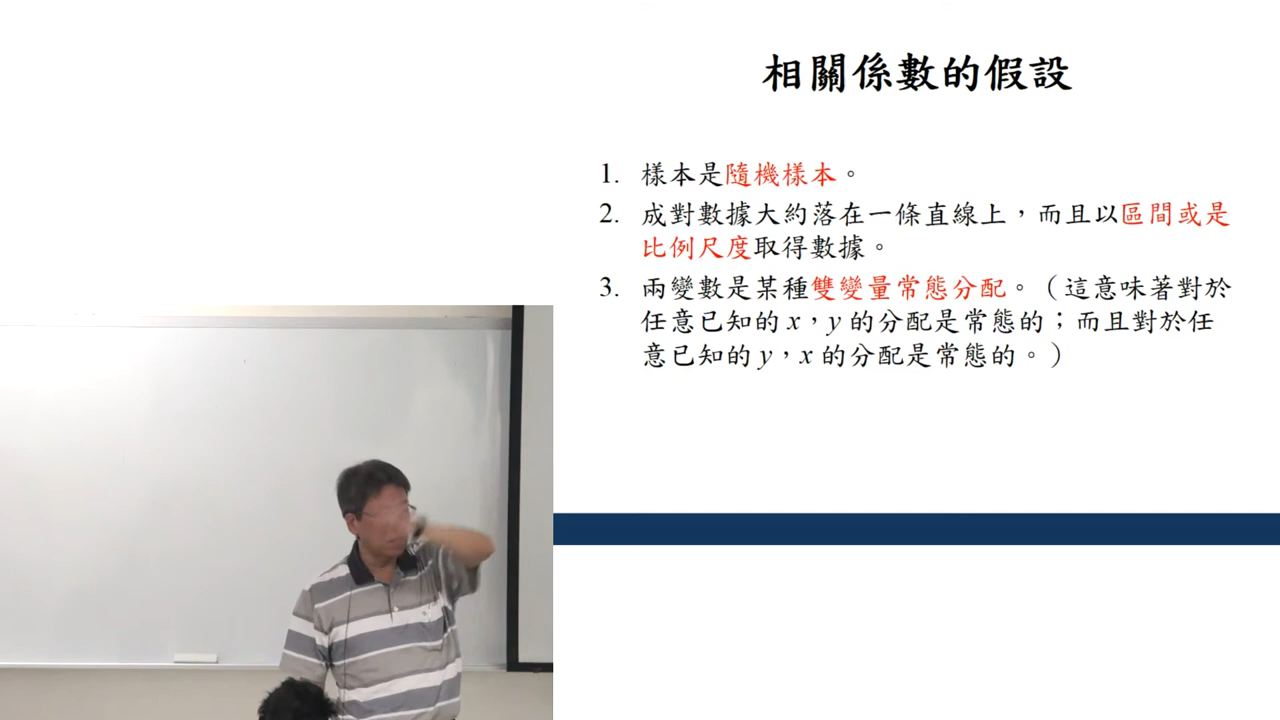 相關係數的假設
1. 樣本是隨機樣本。
2. 成對數據大約落在一條直線上，而且以區間或是
比例尺度取得數據。
3. 兩變數是某種雙變量常態分配。（這意味著對於
任意已知的 x，y 的分配是常態的；而且對於任
意已知的 y，x 的分配是常態的。）